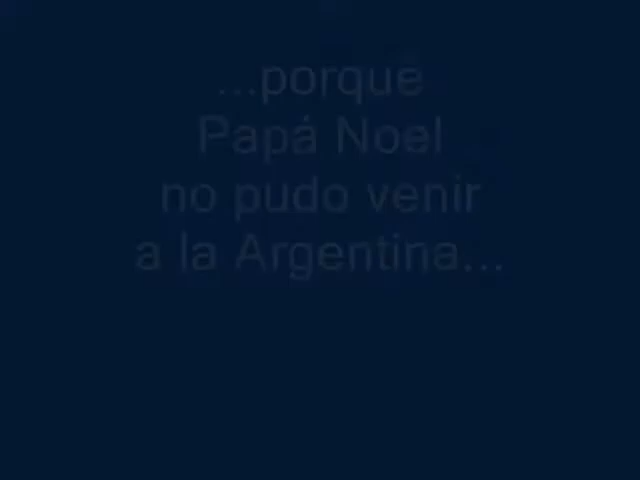 ...porque
Papá Noel
no pudo venir
a la Argentina...